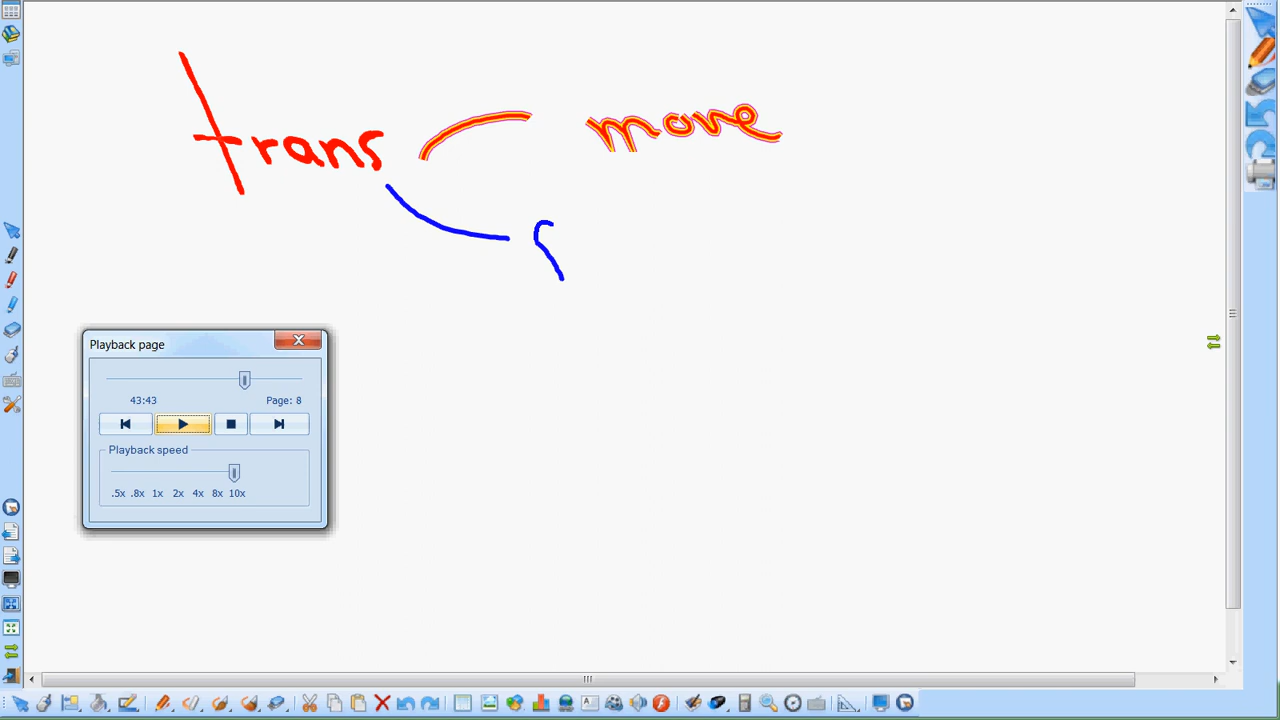 trans move
Playback page
43:43 Page: 8
Playback speed
.5x .8x 1x 2x 4x 8x 10x